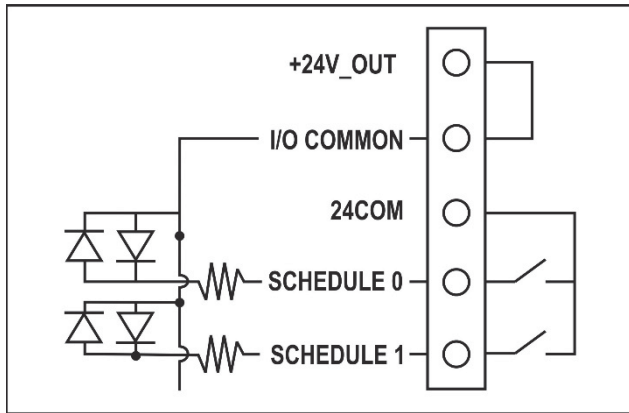 +24V_OUT
I/O COMMON
24COM
SCHEDULE 0
SCHEDULE 1